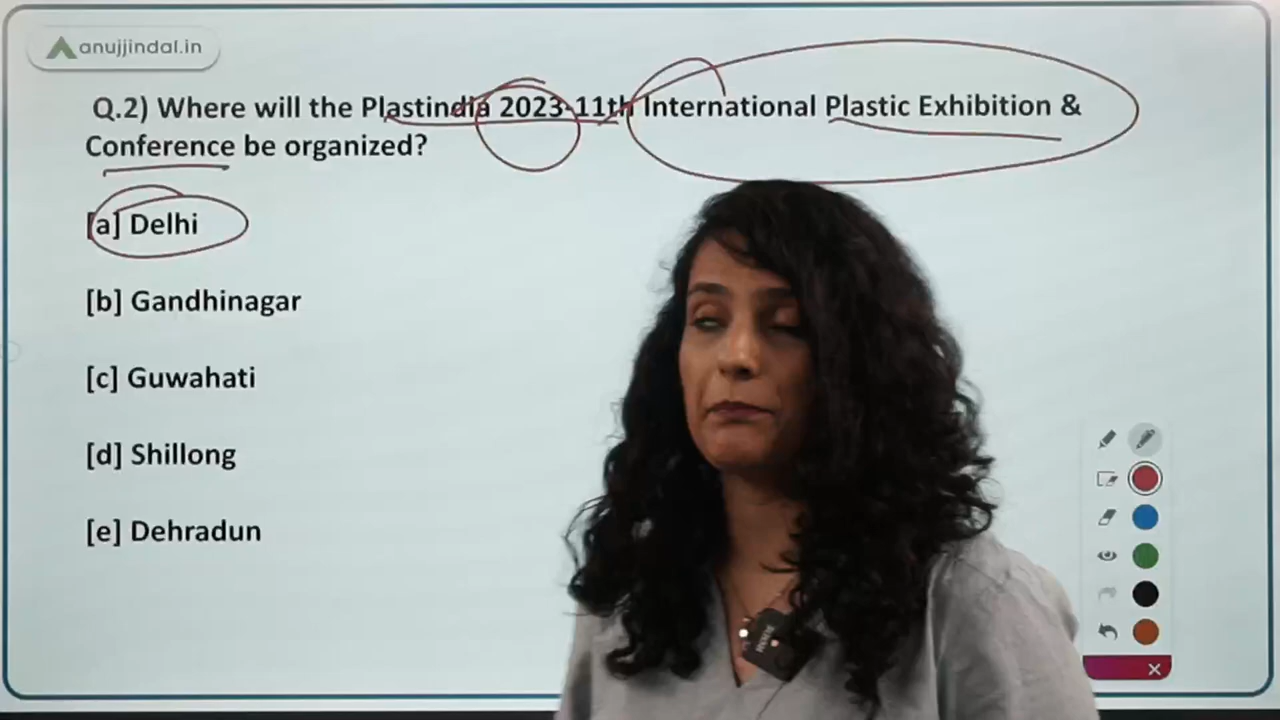 anujjindal.in
Q.2) Where will the Plastindia 2023-11th International Plastic Exhibition &
Conference be organized?
[a] Delhi
[b] Gandhinagar
[c] Guwahati
[d] Shillong
[e] Dehradun